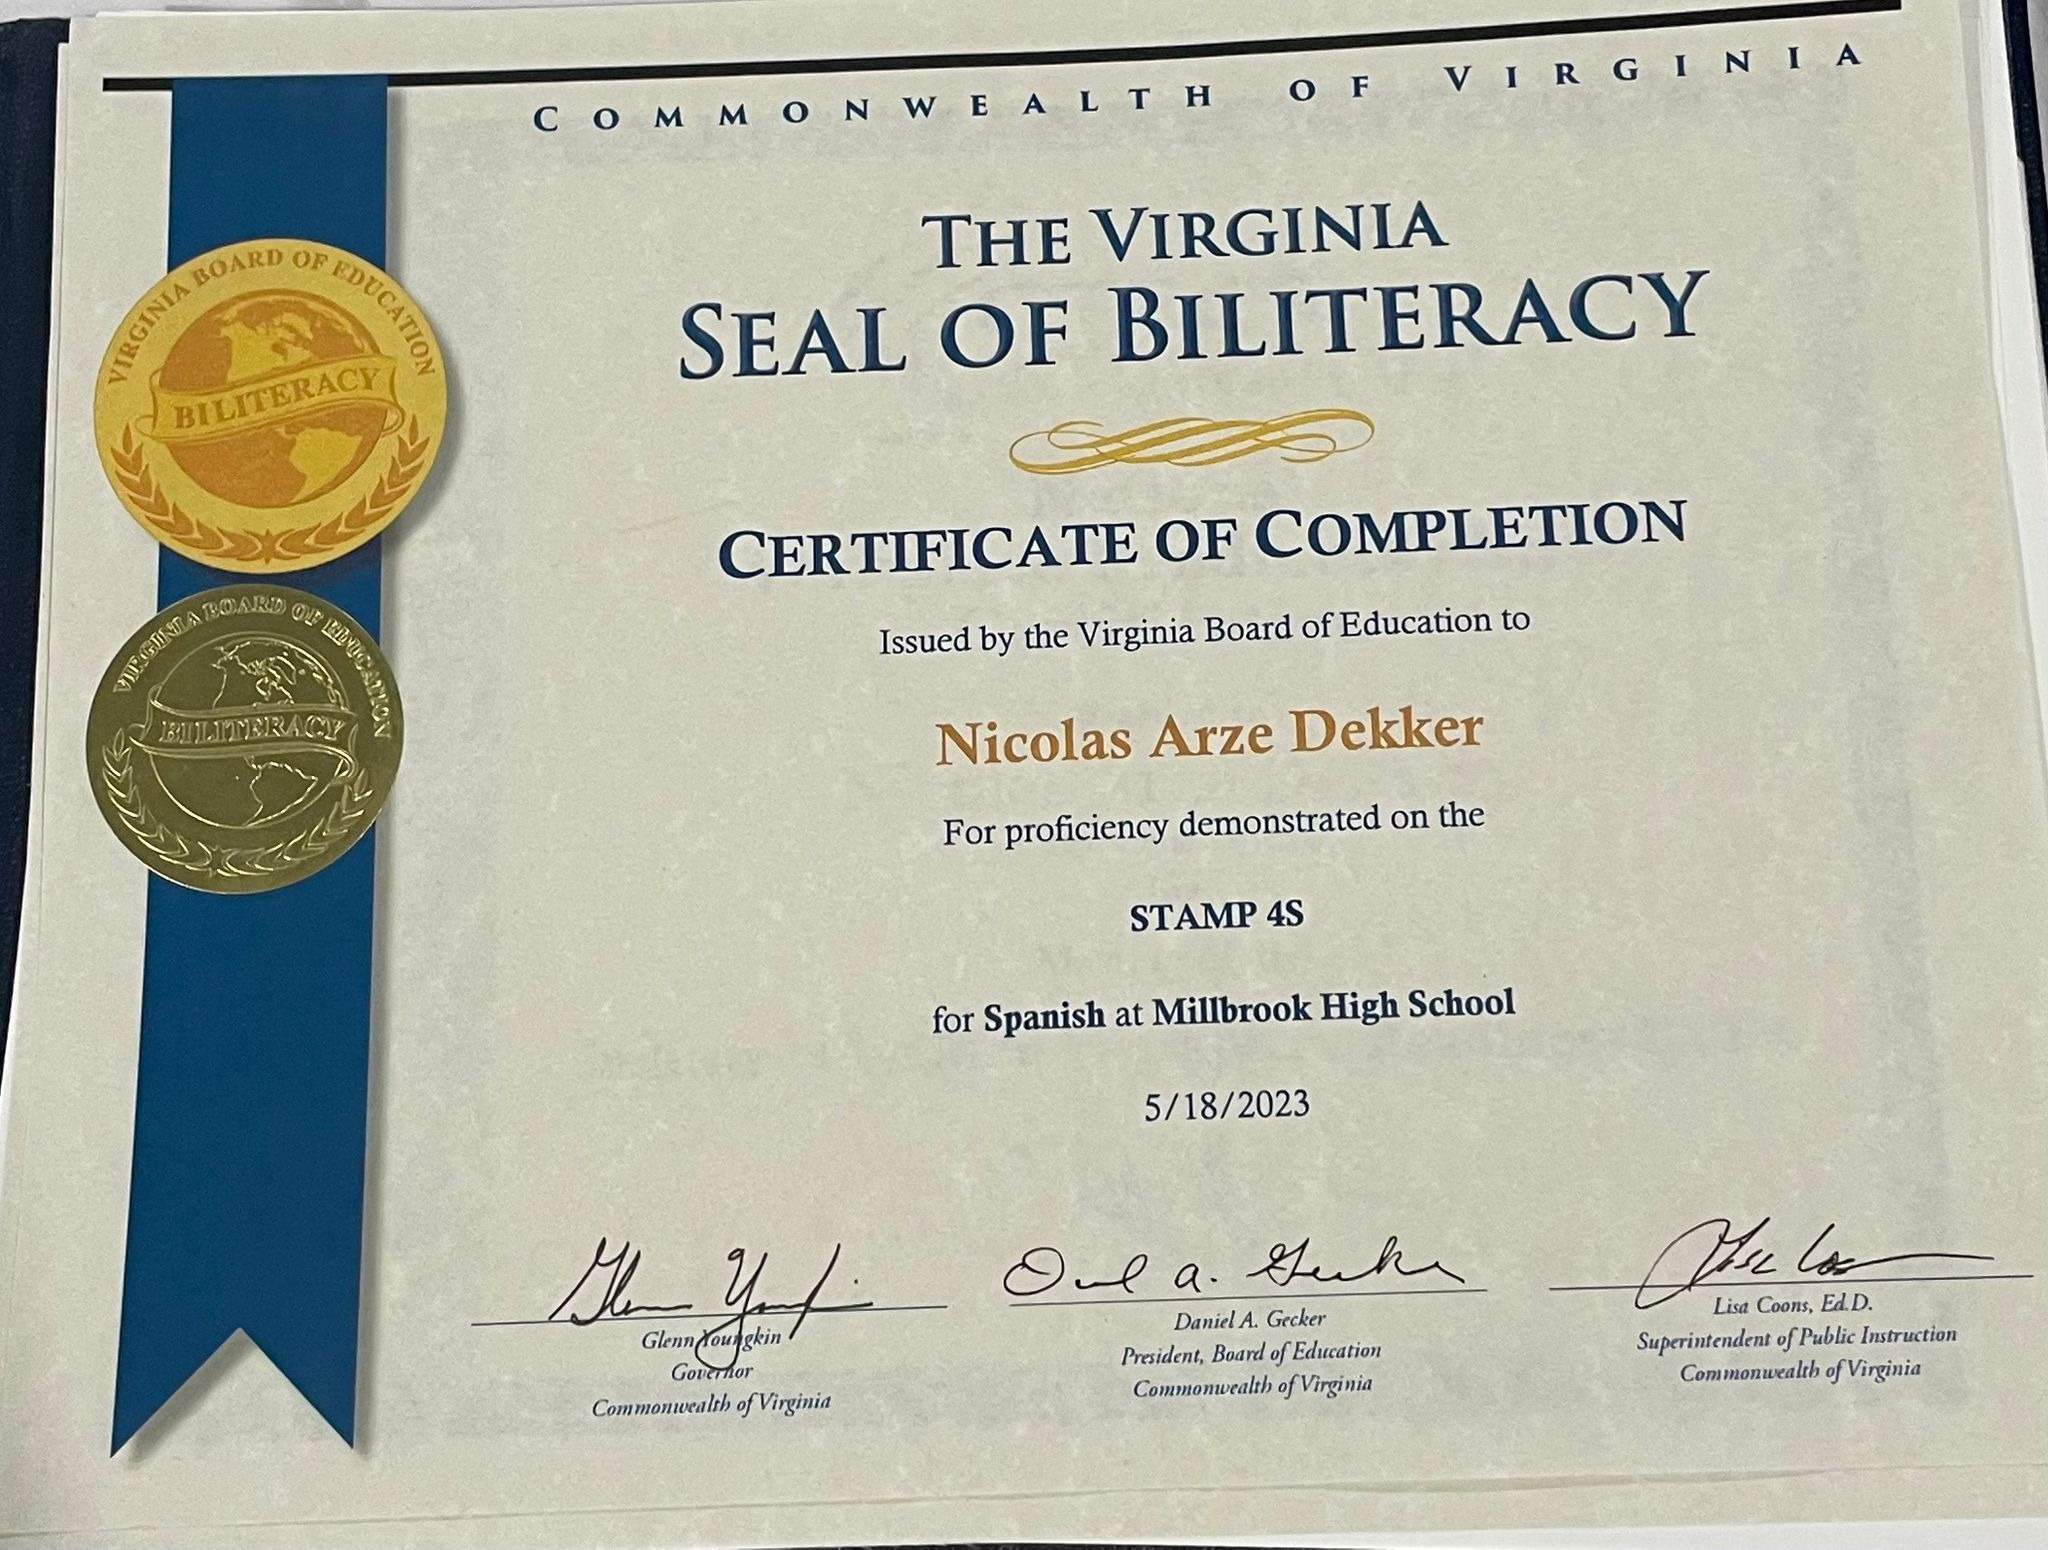 COMMONWEALTH OF VIRGINIA
THE VIRGINIA
SEAL OF BILITERACY
VIRGINIA BOARD OF EDUCATION
BILITERACY
VIRGINIA BOARD OF EDUCATION
BILITERACY
CERTIFICATE OF COMPLETION
Issued by the Virginia Board of Education to
Nicolas Arze Dekker
For proficiency demonstrated on the
STAMP 4S
for Spanish at Millbrook High School
5/18/2023
Glenn Youngkin
Governor
Commonwealth of Virginia
Daniel A. Gecker
President, Board of Education
Commonwealth of Virginia
Lisa Coons, Ed.D.
Superintendent of Public Instruction
Commonwealth of Virginia